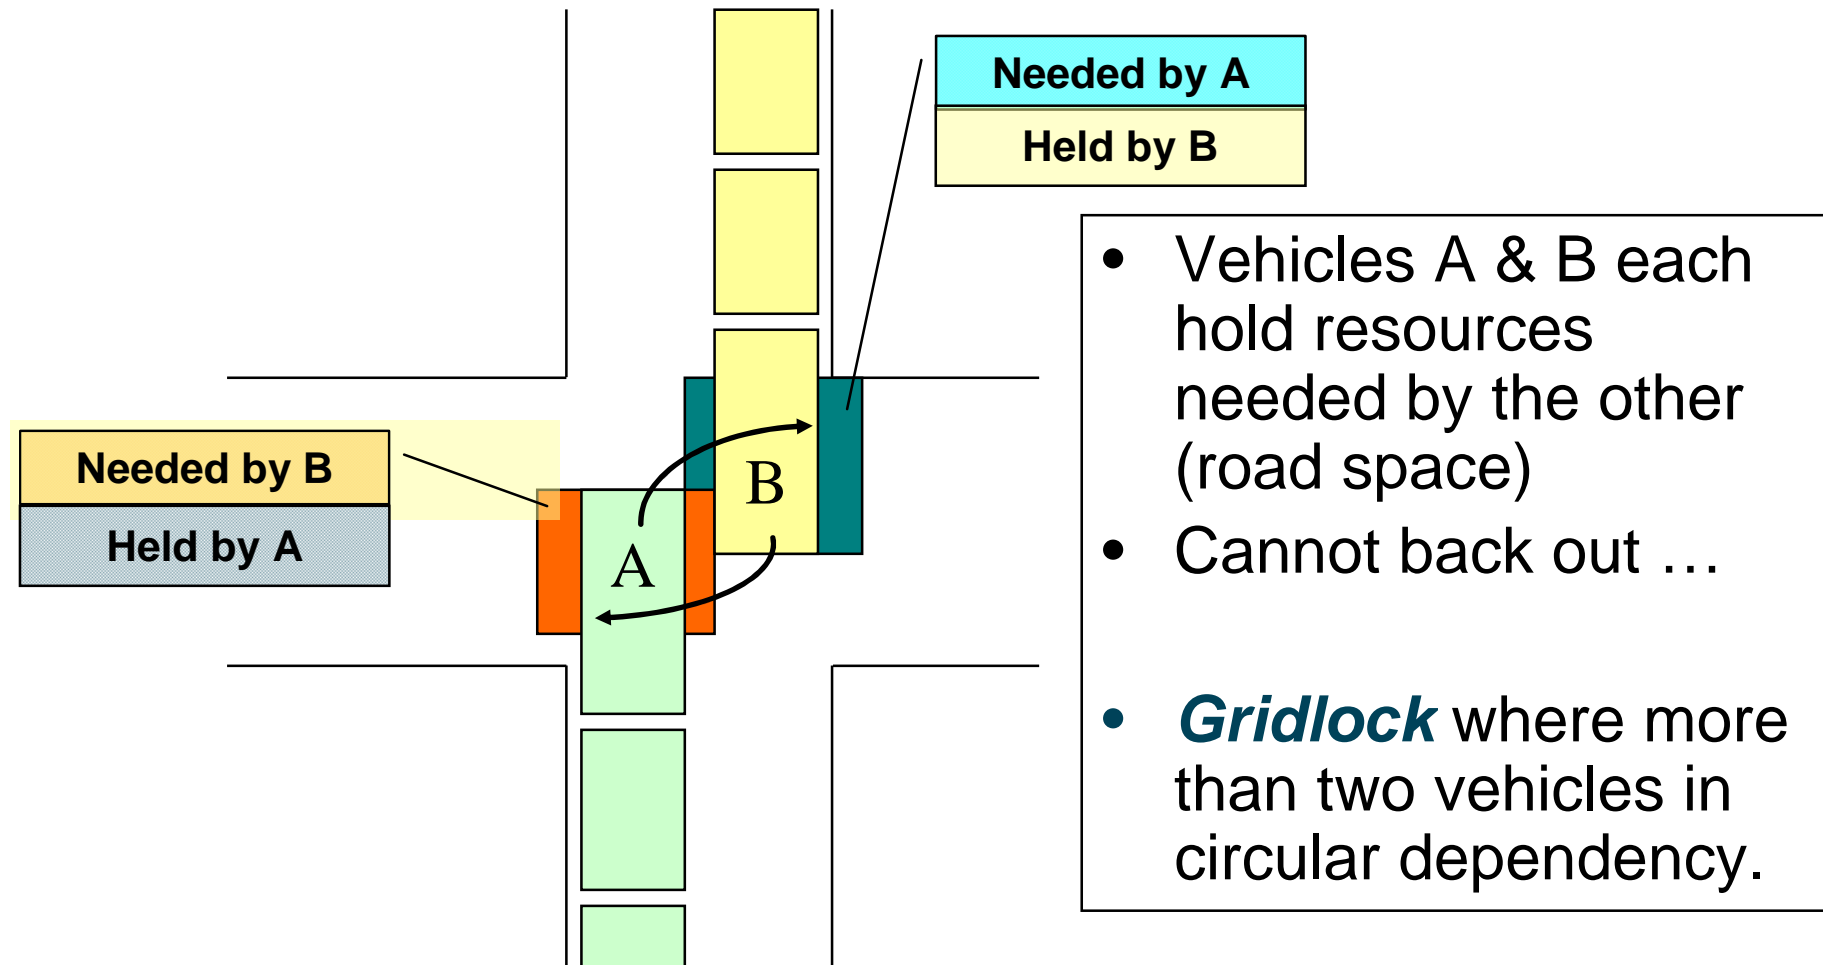 Needed by A
Held by B
Needed by B
Held by A
A
B
• Vehicles A & B each
hold resources
needed by the other
(road space)
• Cannot back out …
• Gridlock where more
than two vehicles in
circular dependency.